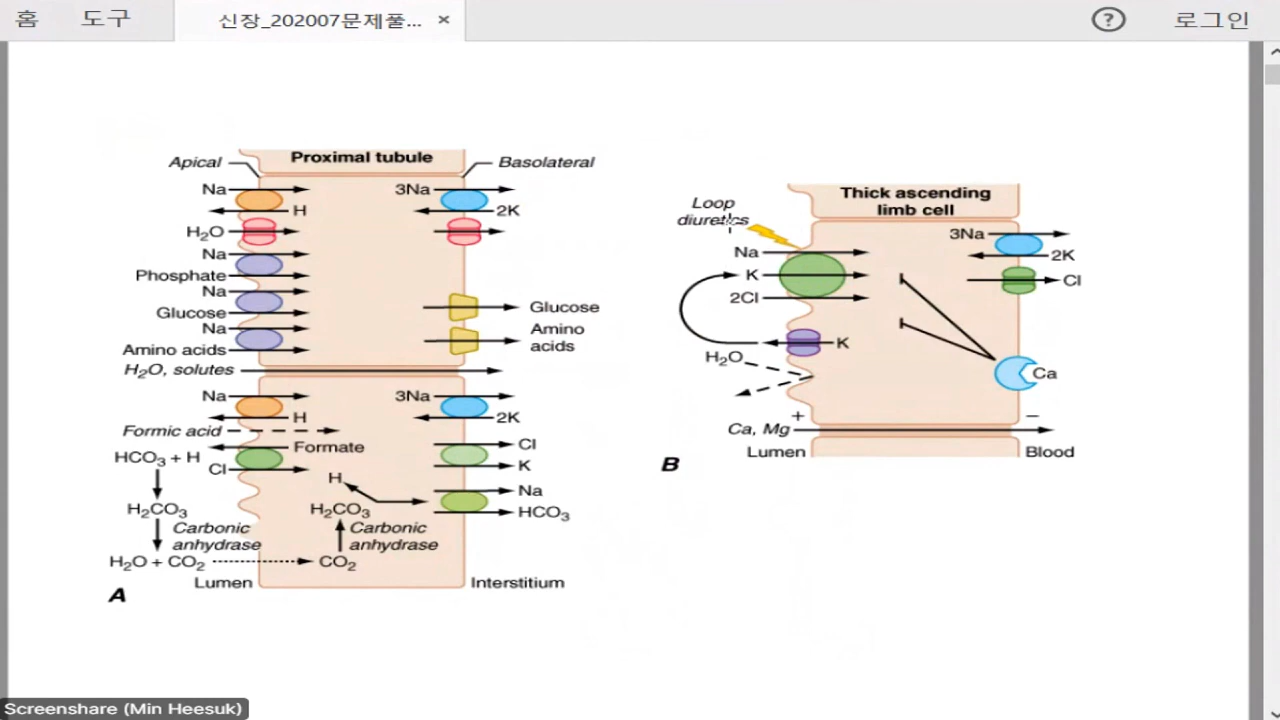 홈 도구 신장_202007문제풀... × ? 로그인
Proximal tubule
Apical
Basolateral
Na
H
H₂O
Na
Phosphate
Na
Glucose
Na
Amino acids
H₂O, solutes
3Na
2K
Glucose
Amino
acids
Na
H
Formic acid
Formate
HCO₃ + H
Cl
H₂CO₃
Carbonic
anhydrase
H₂O + CO₂
Lumen
3Na
2K
Cl
K
Na
HCO₃
H
H₂CO₃
Carbonic
anhydrase
CO₂
Interstitium
A
Thick ascending
limb cell
Loop
diuretics
Na
K
2Cl
K
H₂O
3Na
2K
Cl
Ca
+
−
Ca, Mg
Lumen
Blood
B
Screenshare (Min Heesuk)